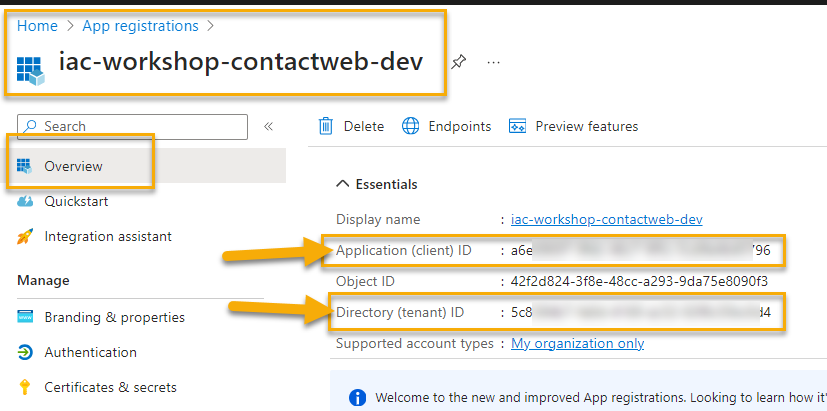 Home > App registrations >
iac-workshop-contactweb-dev
Search
Delete Endpoints Preview features
Overview
Essentials
Quickstart
Display name : iac-workshop-contactweb-dev
Integration assistant
Application (client) ID : a6e 796
Manage
Object ID : 42f2d824-3f8e-48cc-a293-9da75e8090f3
Branding & properties
Directory (tenant) ID : 5c8 d4
Authentication
Supported account types : My organization only
Certificates & secrets
Welcome to the new and improved App registrations. Looking to learn how it'